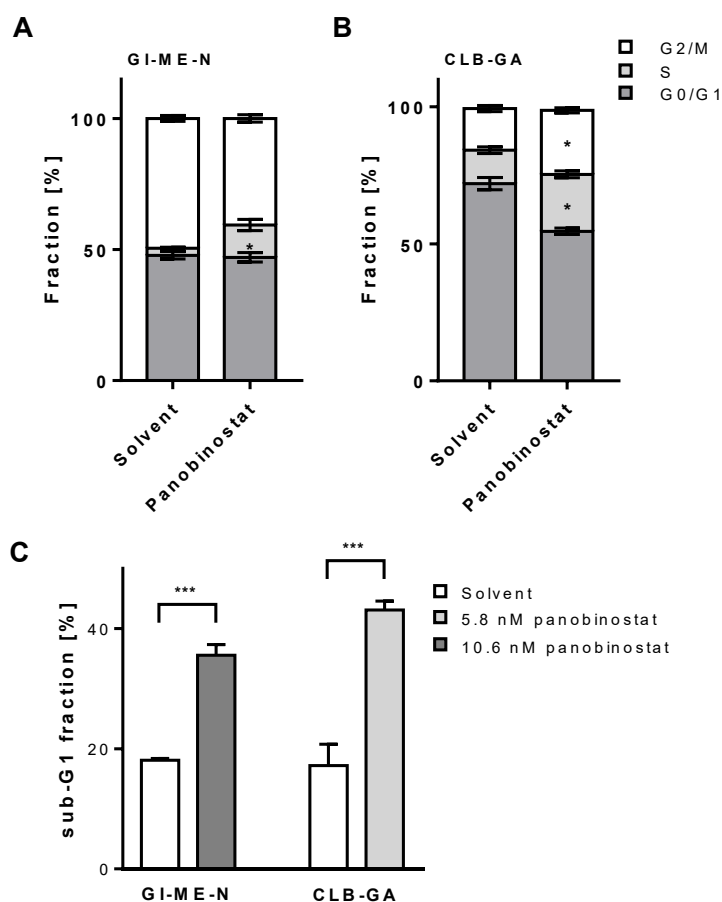 A
GI-ME-N
100
50
0
Fraction [%]
*
Solvent
Panobinostat
B
CLB-GA
100
50
0
Fraction [%]
*
*
Solvent
Panobinostat
G2/M
S
G0/G1
C
***
***
40
20
0
sub-G1 fraction [%]
GI-ME-N
CLB-GA
Solvent
5.8 nM panobinostat
10.6 nM panobinostat